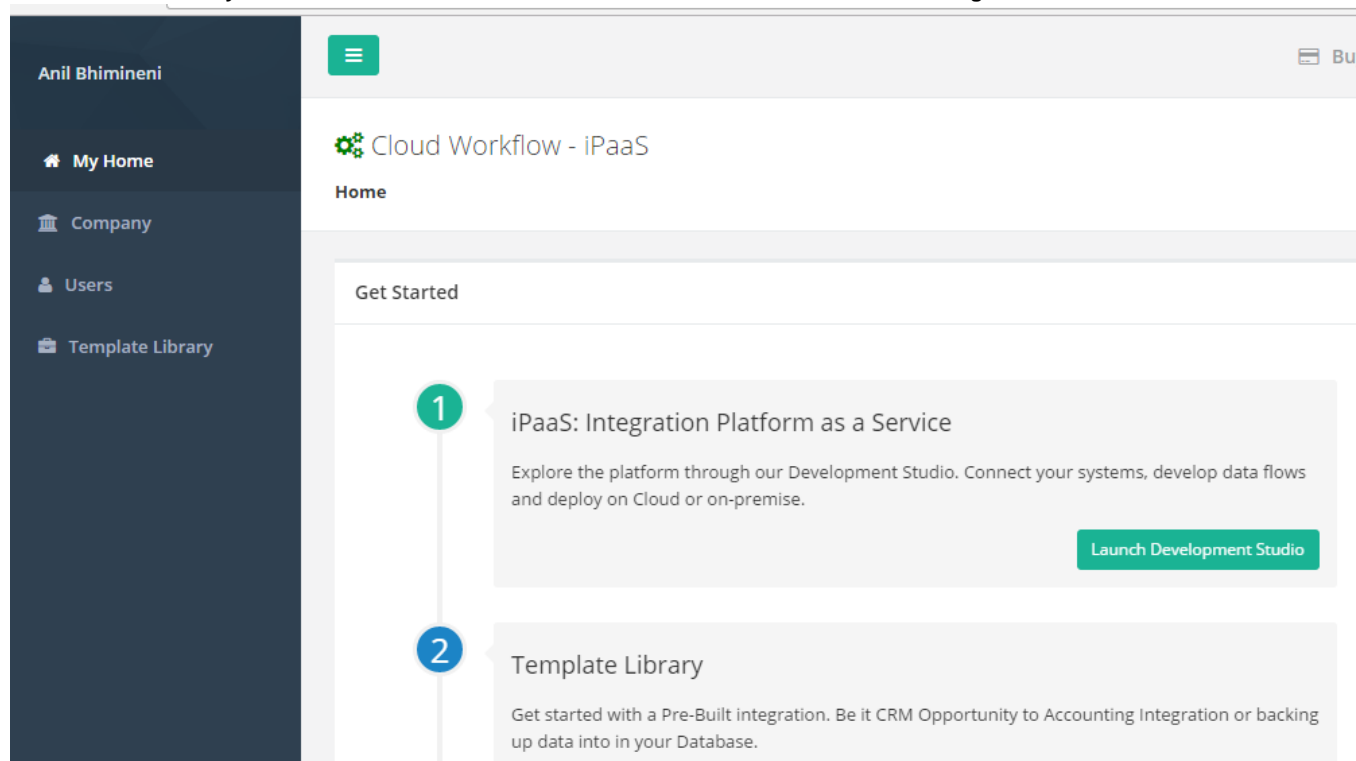 Anil Bhimineni
Bu
Cloud Workflow - iPaaS
Home
My Home
Company
Users
Template Library
Get Started
1
iPaaS: Integration Platform as a Service
Explore the platform through our Development Studio. Connect your systems, develop data flows
and deploy on Cloud or on-premise.
Launch Development Studio
2
Template Library
Get started with a Pre-Built integration. Be it CRM Opportunity to Accounting Integration or backing
up data into in your Database.